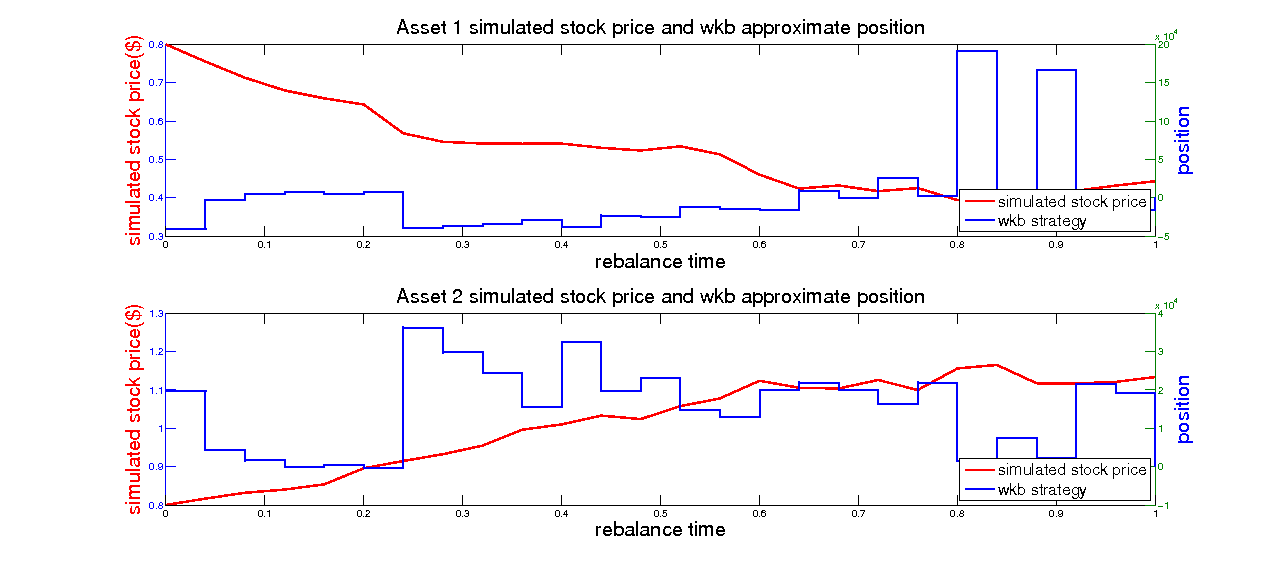 Asset 1 simulated stock price and wkb approximate position
x 10^4
simulated stock price($)
0.8
0.7
0.6
0.5
0.4
0.3
20
15
10
5
0
-5
position
simulated stock price
wkb strategy
0 0.1 0.2 0.3 0.4 0.5 0.6 0.7 0.8 0.9 1
rebalance time
Asset 2 simulated stock price and wkb approximate position
x 10^4
simulated stock price($)
1.3
1.2
1.1
1
0.9
0.8
4
3
2
1
0
-1
position
simulated stock price
wkb strategy
0 0.1 0.2 0.3 0.4 0.5 0.6 0.7 0.8 0.9 1
rebalance time